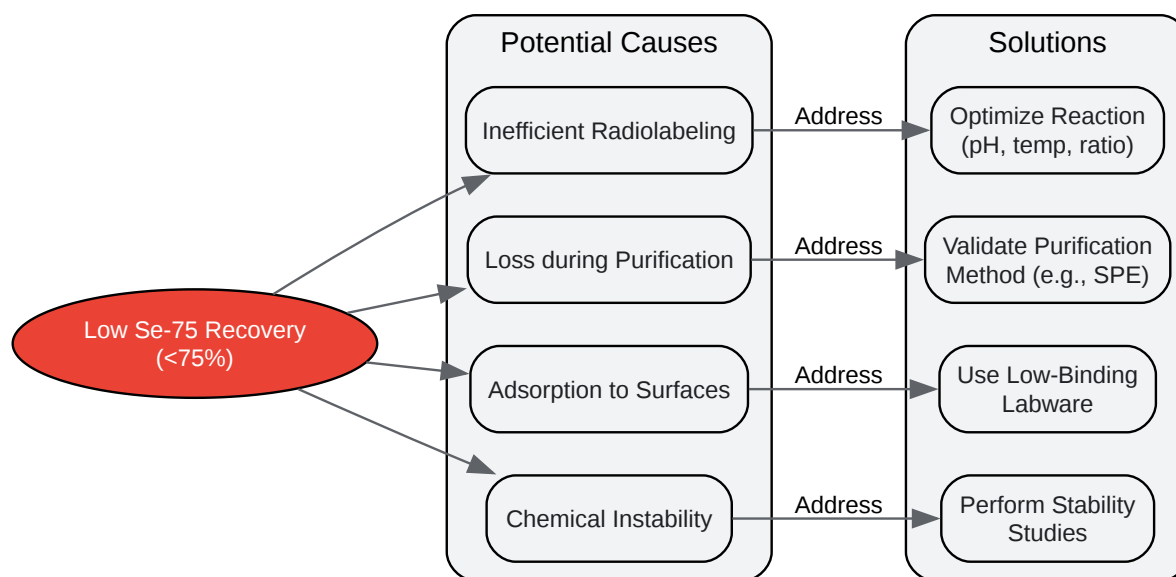 Potential Causes
Solutions
Inefficient Radiolabeling
Address
Optimize Reaction
(pH, temp, ratio)
Loss during Purification
Address
Validate Purification
Method (e.g., SPE)
Low Se-75 Recovery
(<75%)
Adsorption to Surfaces
Address
Use Low-Binding
Labware
Chemical Instability
Address
Perform Stability
Studies